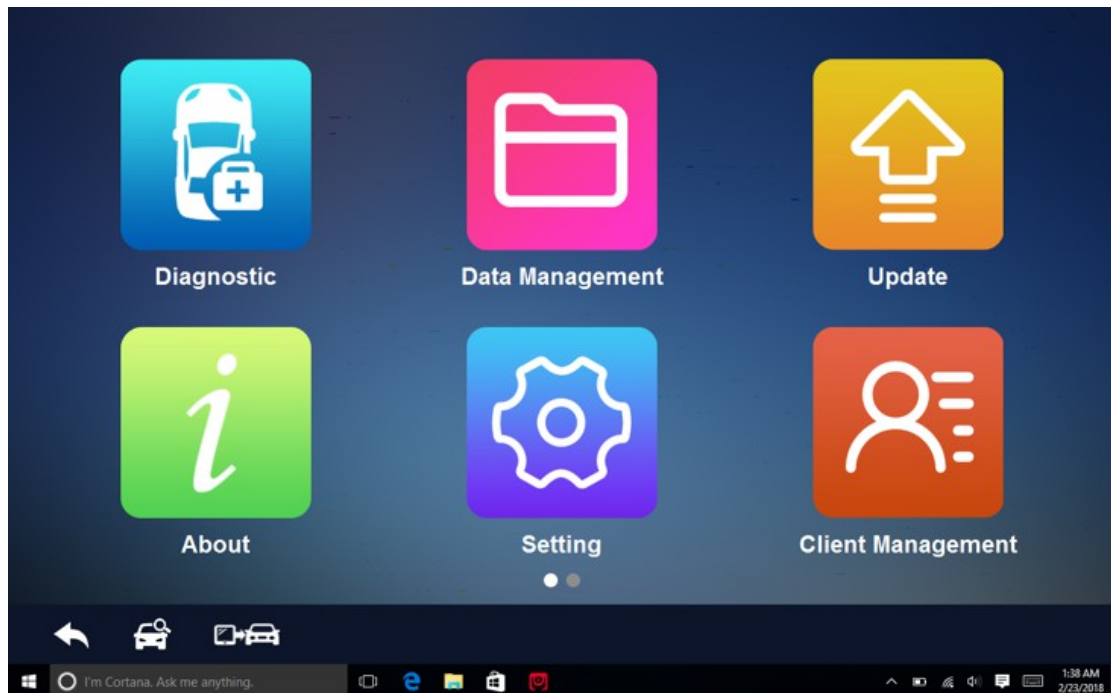 Diagnostic
Data Management
Update
i
About
Setting
Client Management
I'm Cortana. Ask me anything.
1:38 AM
2/23/2018